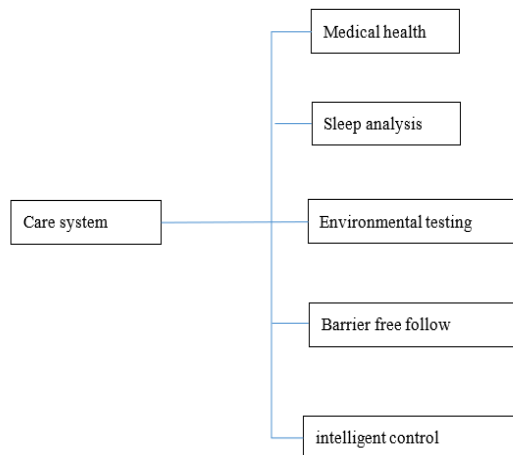 Medical health
Sleep analysis
Care system
Environmental testing
Barrier free follow
intelligent control